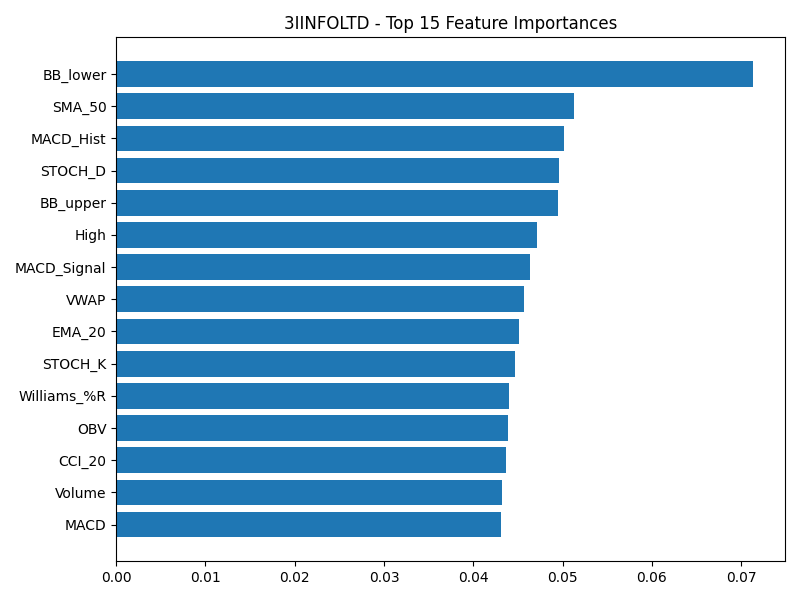 3IINFOLTD - Top 15 Feature Importances
BB_lower
SMA_50
MACD_Hist
STOCH_D
BB_upper
High
MACD_Signal
VWAP
EMA_20
STOCH_K
Williams_%R
OBV
CCI_20
Volume
MACD
0.00 0.01 0.02 0.03 0.04 0.05 0.06 0.07